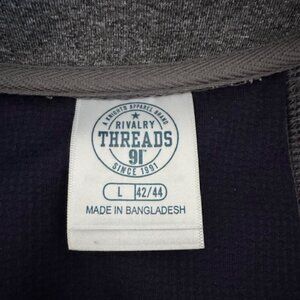 A KNIGHTS APPAREL BRAND
RIVALRY
THREADS
91
SINCE 1991
L 42/44
MADE IN BANGLADESH